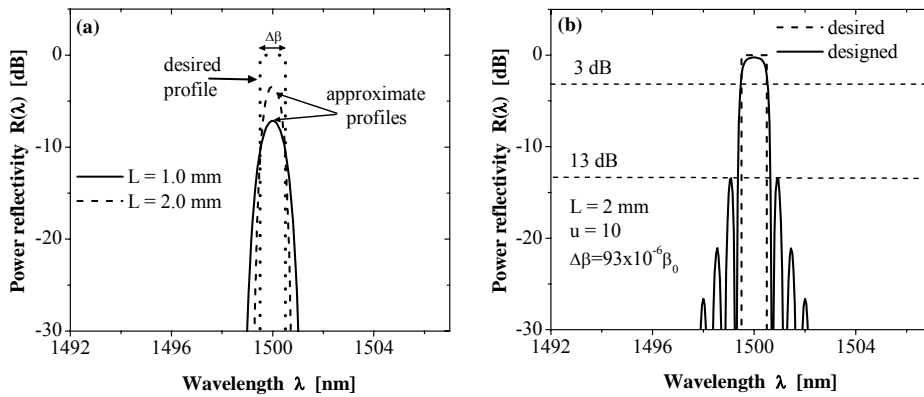 (a)
Δβ
desired
profile
approximate
profiles
L = 1.0 mm
L = 2.0 mm
0
-10
-20
-30
1492
1496
1500
1504
Power reflectivity R(λ) [dB]
Wavelength λ [nm]
(b)
desired
designed
3 dB
13 dB
L = 2 mm
u = 10
Δβ=93x10⁻⁶β₀
0
-10
-20
-30
1492
1496
1500
1504
Power reflectivity R(λ) [dB]
Wavelength λ [nm]